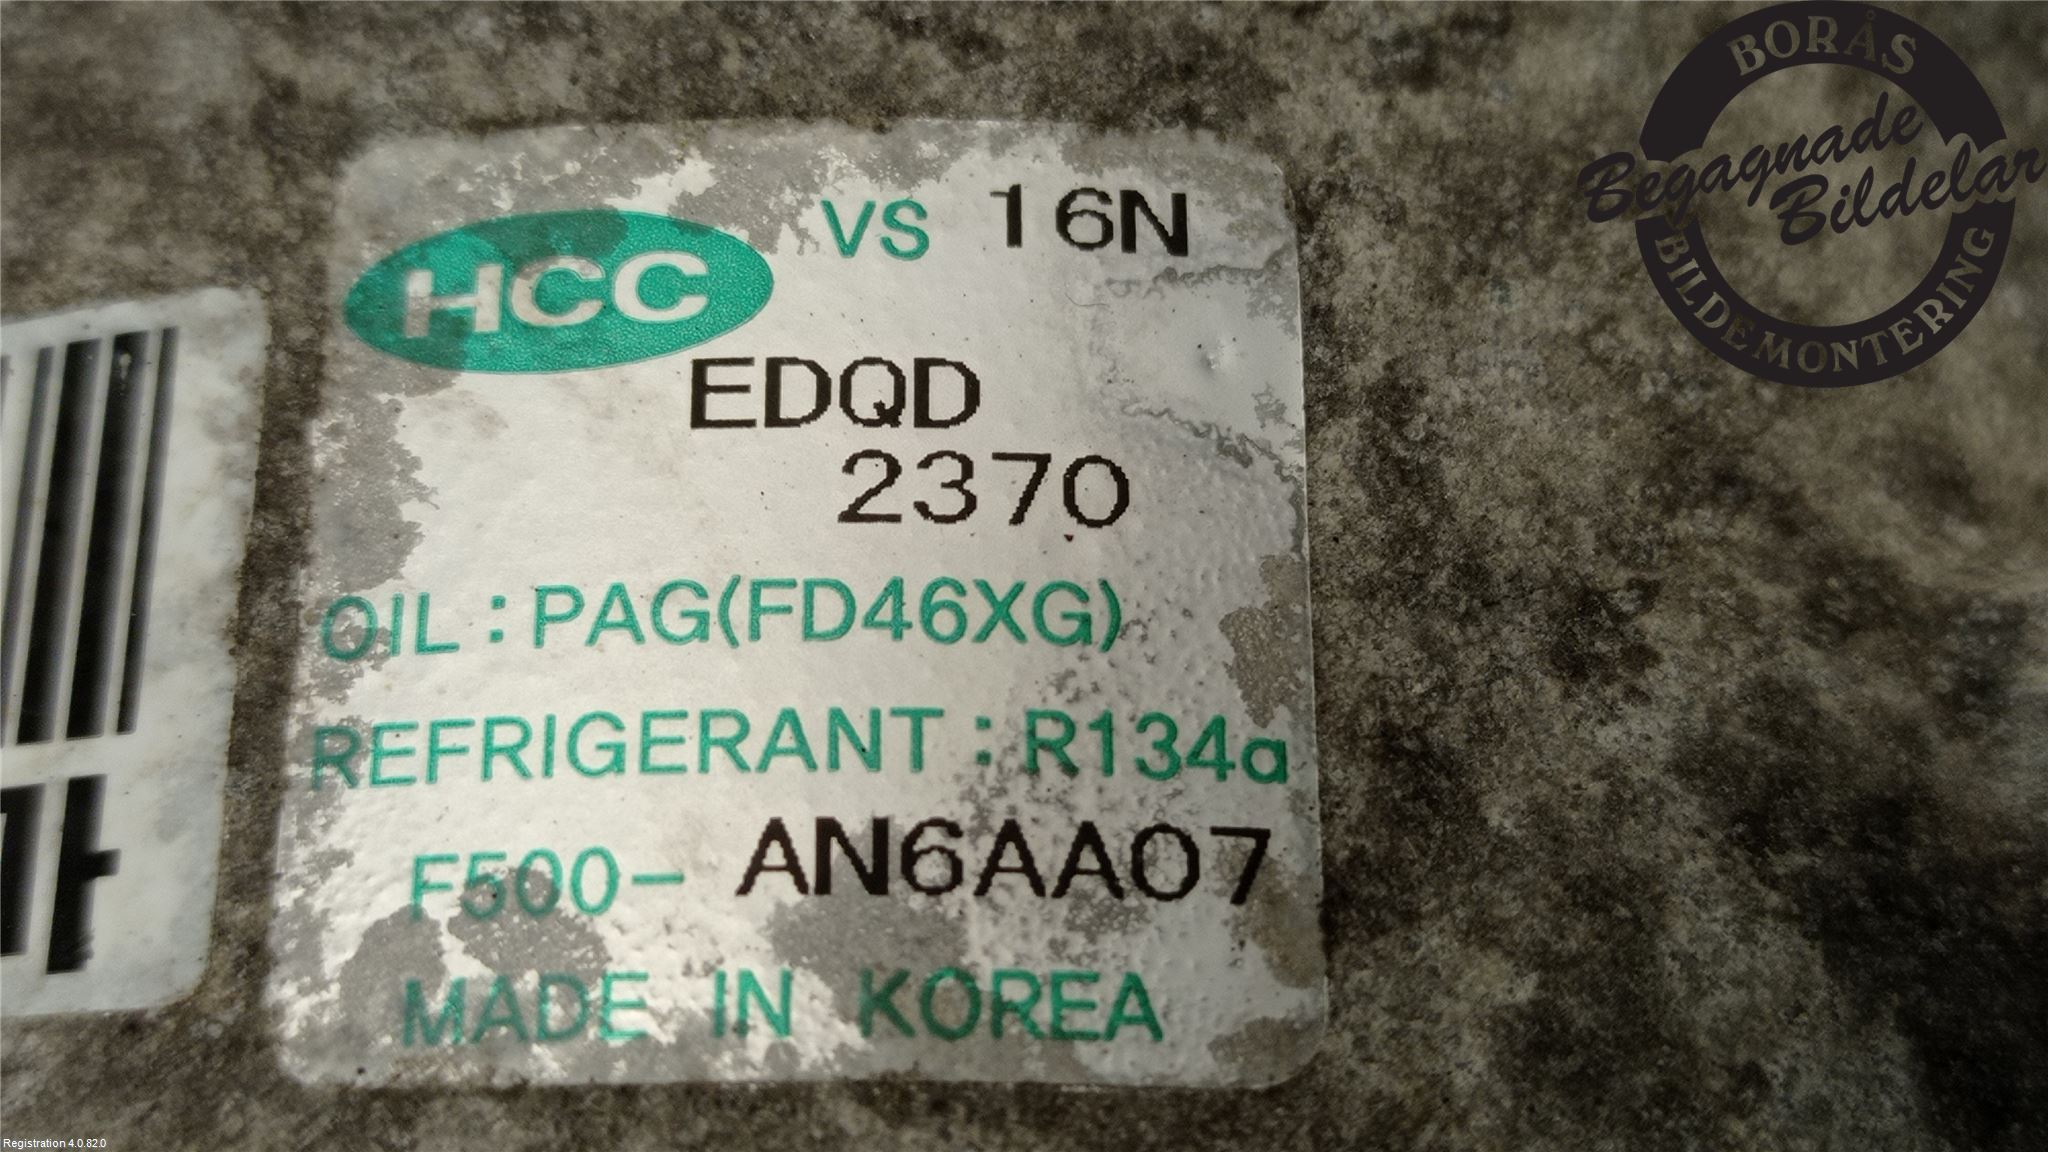 HCC
VS 16N
EDQD
2370
OIL : PAG(FD46XG)
REFRIGERANT : R134a
F500- AN6AA07
MADE IN KOREA
BORÅS
Begagnade
Bildelar
BILDEMONTERING
Registration 4.0.82.0